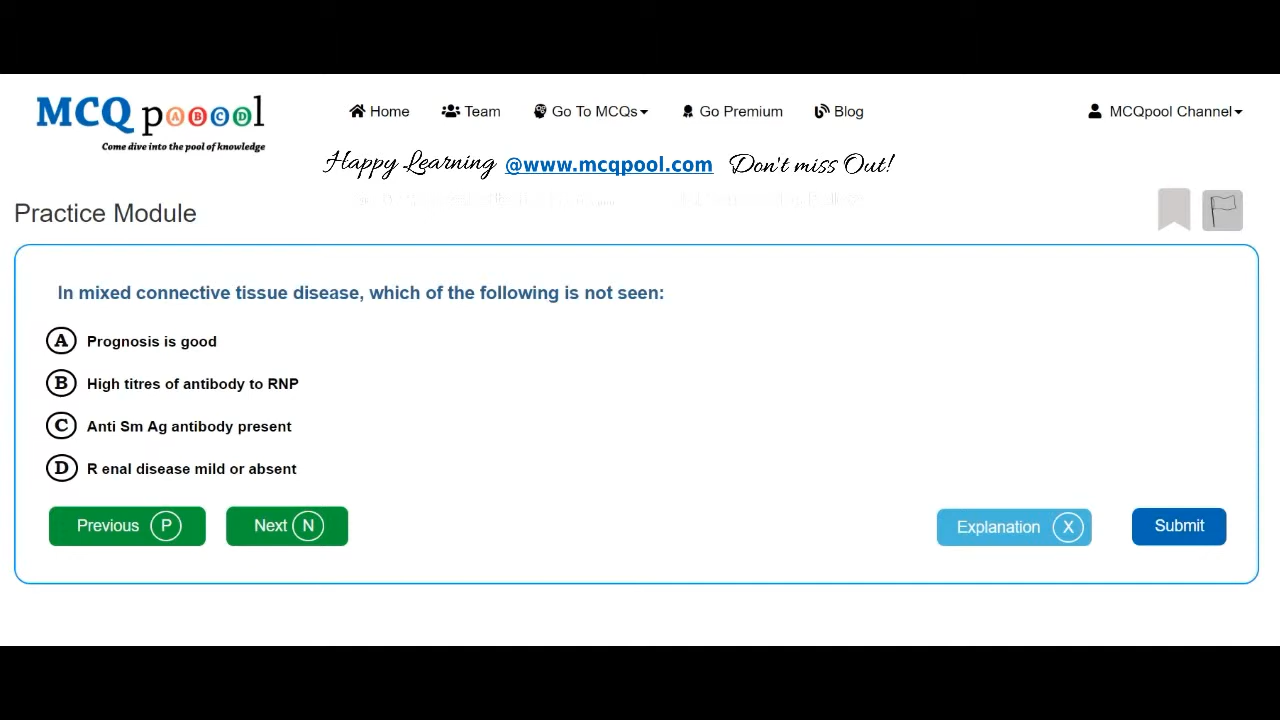 MCQ pooool
Come dive into the pool of knowledge
Home Team Go To MCQs Go Premium Blog MCQpool Channel
Happy Learning @www.mcqpool.com Don't miss Out!
Practice Module
In mixed connective tissue disease, which of the following is not seen:
A Prognosis is good
B High titres of antibody to RNP
C Anti Sm Ag antibody present
D R enal disease mild or absent
Previous P Next N Explanation X Submit